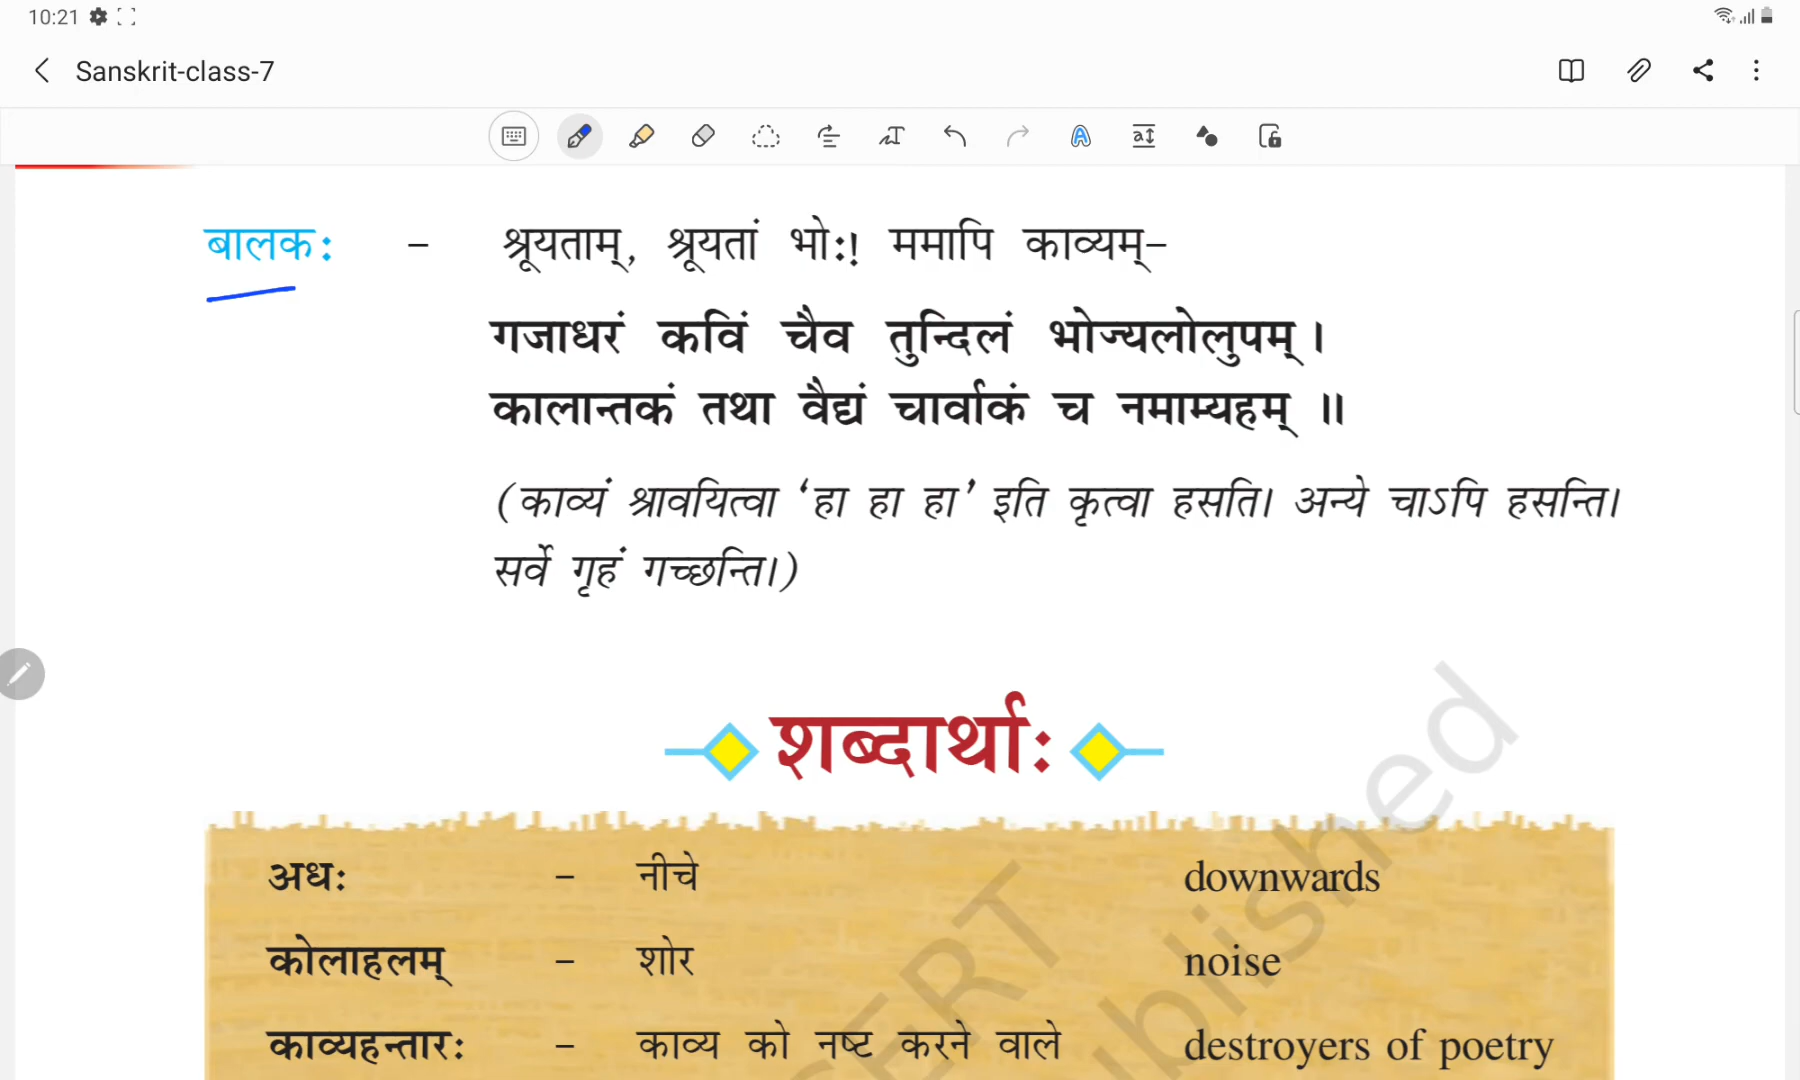 10:21
Sanskrit-class-7
बालकः – श्रूयताम्, श्रूयतां भोः! ममापि काव्यम्–
गजाधरं कविं चैव तुन्दिलं भोज्यलोलुपम् ।
कालान्तकं तथा वैद्यं चार्वाकं च नमाम्यहम् ॥
(काव्यं श्रावयित्वा ‘हा हा हा’ इति कृत्वा हसति। अन्ये चाऽपि हसन्ति।
सर्वे गृहं गच्छन्ति।)
शब्दार्थाः
अधः – नीचे downwards
कोलाहलम् – शोर noise
काव्यहन्तारः – काव्य को नष्ट करने वाले destroyers of poetry